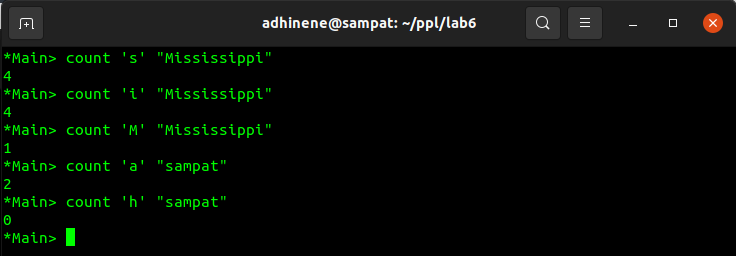 adhinene@sampat: ~/ppl/lab6
*Main> count 's' "Mississippi"
4
*Main> count 'i' "Mississippi"
4
*Main> count 'M' "Mississippi"
1
*Main> count 'a' "sampat"
2
*Main> count 'h' "sampat"
0
*Main>